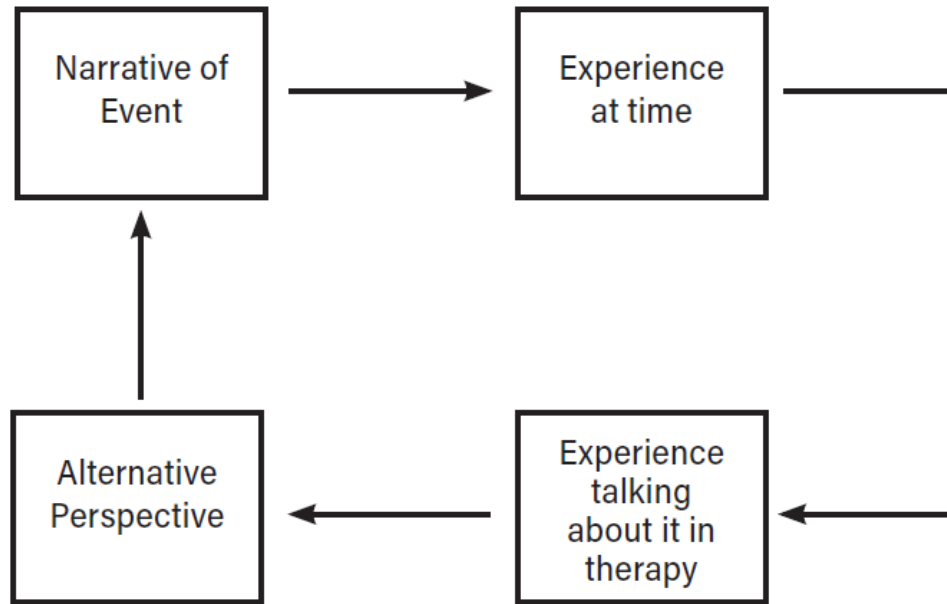 Narrative of
Event
Experience
at time
Alternative
Perspective
Experience
talking
about it in
therapy